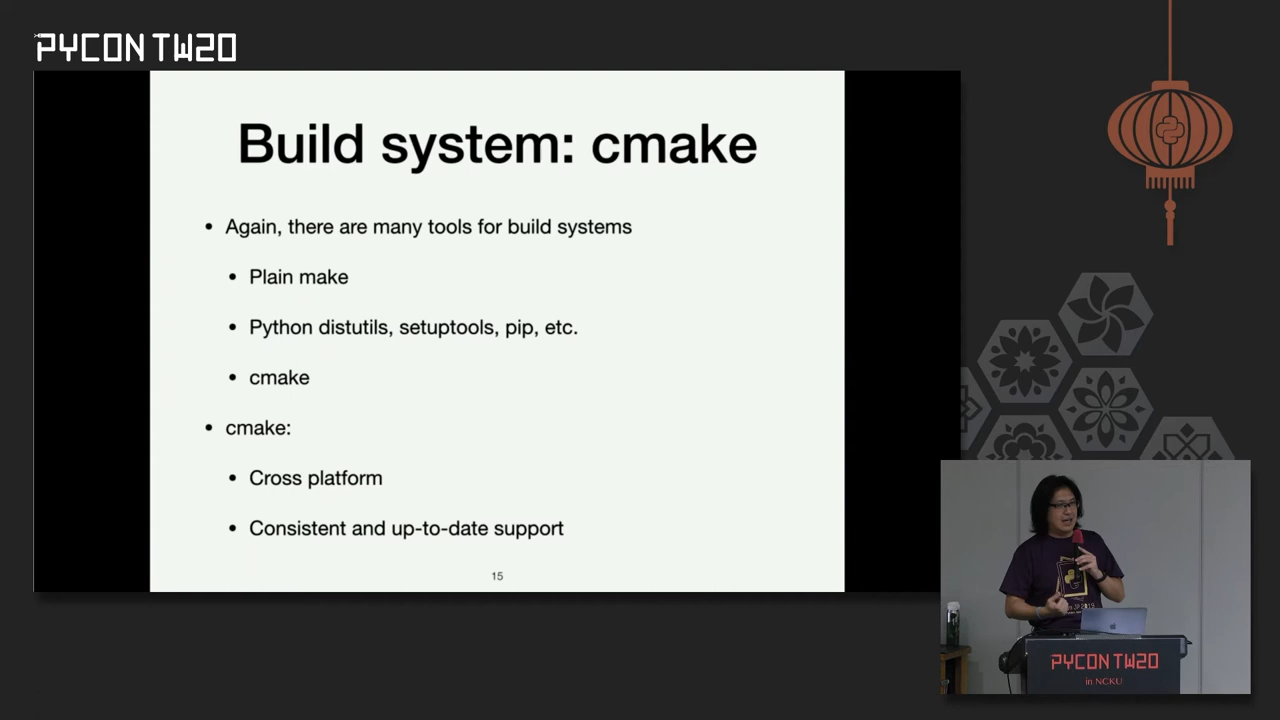 PYCON TW20
Build system: cmake
• Again, there are many tools for build systems
• Plain make
• Python distutils, setuptools, pip, etc.
• cmake
• cmake:
• Cross platform
• Consistent and up-to-date support
15
PYCON TW20
in NCKU